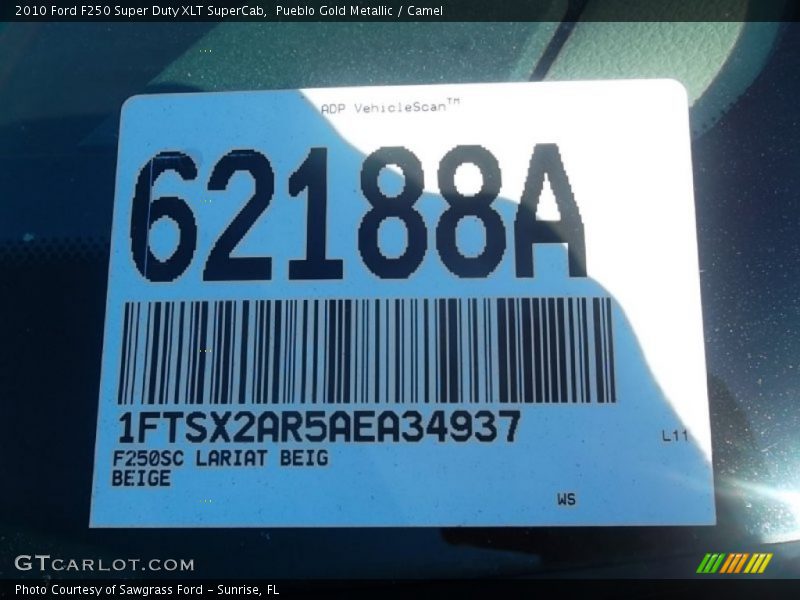 2010 Ford F250 Super Duty XLT SuperCab,  Pueblo Gold Metallic / Camel
ADP VehicleScan™
62188A
1FTSX2AR5AEA34937
L11
F250SC LARIAT BEIG
BEIGE
WS
GTCARLOT.COM
Photo Courtesy of Sawgrass Ford – Sunrise, FL